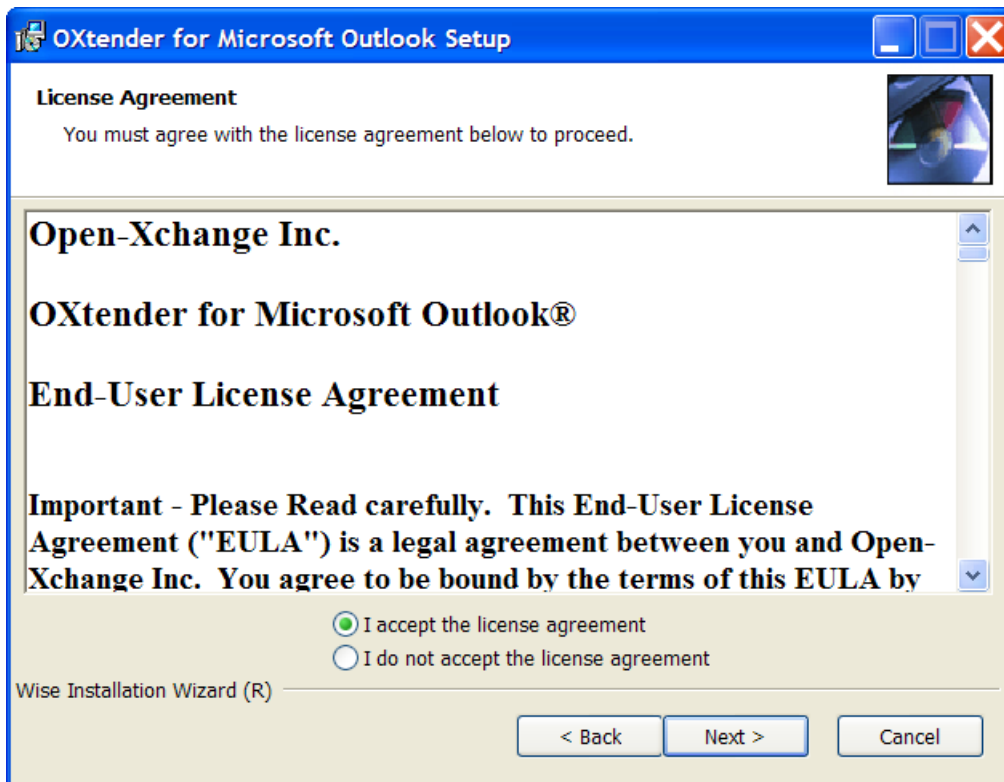 OXtender for Microsoft Outlook Setup
License Agreement
You must agree with the license agreement below to proceed.
Open-Xchange Inc.
OXtender for Microsoft Outlook®
End-User License Agreement
Important - Please Read carefully.  This End-User License
Agreement ("EULA") is a legal agreement between you and Open-
Xchange Inc.  You agree to be bound by the terms of this EULA by
I accept the license agreement
I do not accept the license agreement
Wise Installation Wizard (R)
< Back
Next >
Cancel